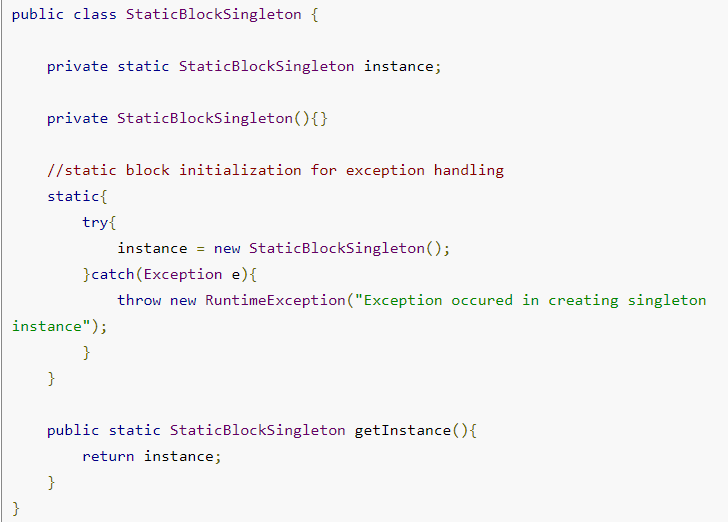 public class StaticBlockSingleton {
private static StaticBlockSingleton instance;
private StaticBlockSingleton(){}
//static block initialization for exception handling
static{
try{
instance = new StaticBlockSingleton();
}catch(Exception e){
throw new RuntimeException("Exception occured in creating singleton
instance");
}
}
public static StaticBlockSingleton getInstance(){
return instance;
}
}